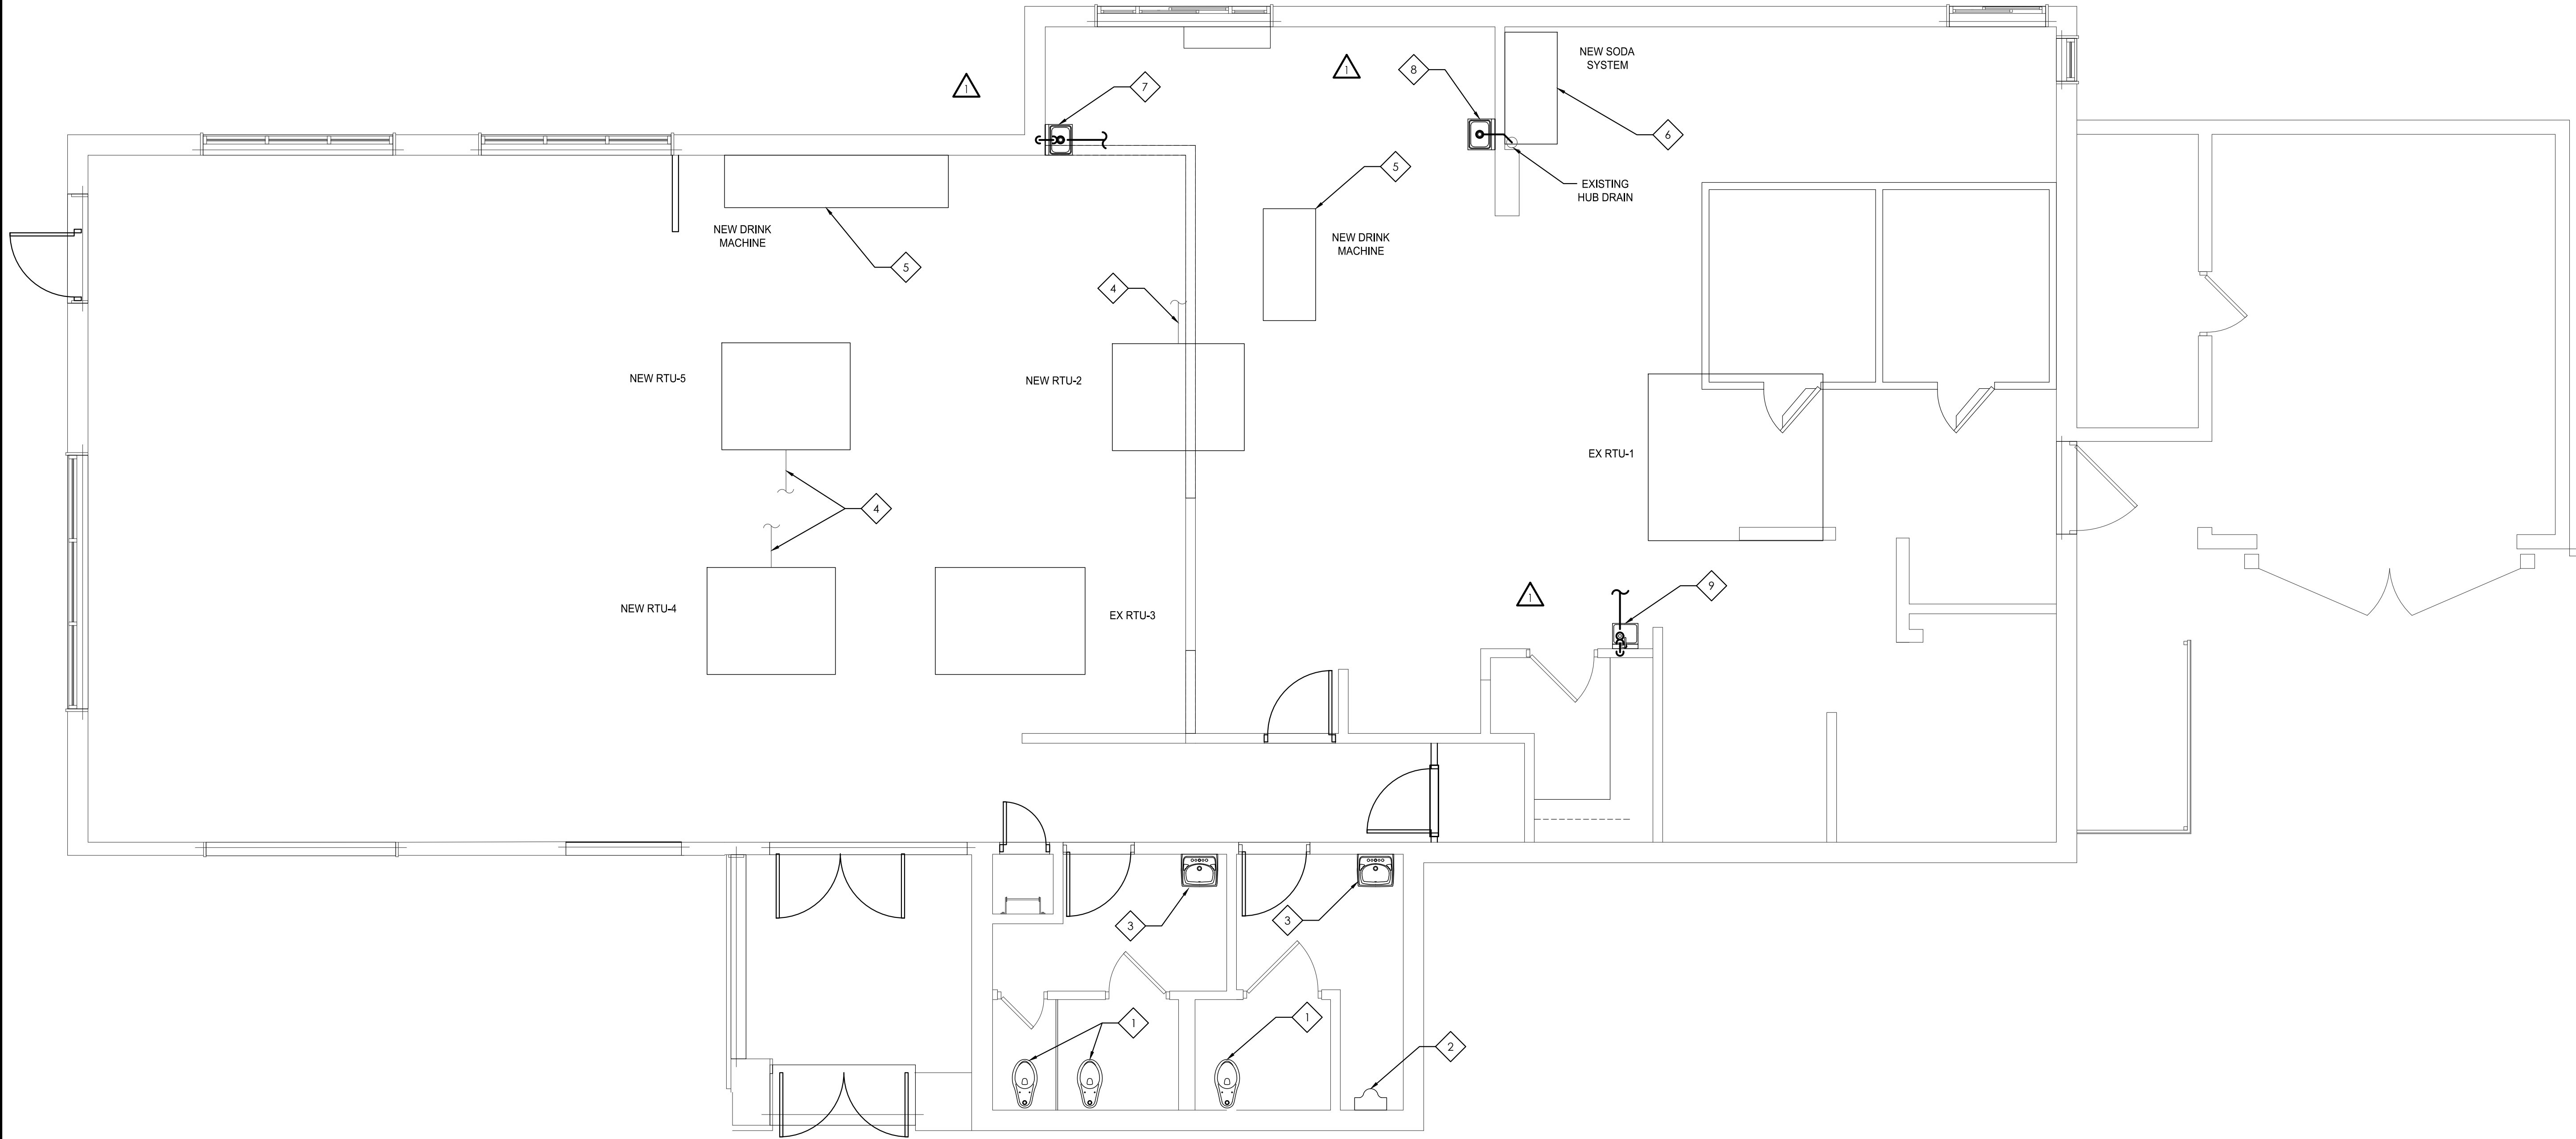 NEW SODA
SYSTEM
1
8
7
1
6
5
EXISTING
HUB DRAIN
NEW DRINK
MACHINE
NEW DRINK
MACHINE
5
4
NEW RTU-5
NEW RTU-2
EX RTU-1
4
9
1
NEW RTU-4
EX RTU-3
3
3
1
1
2